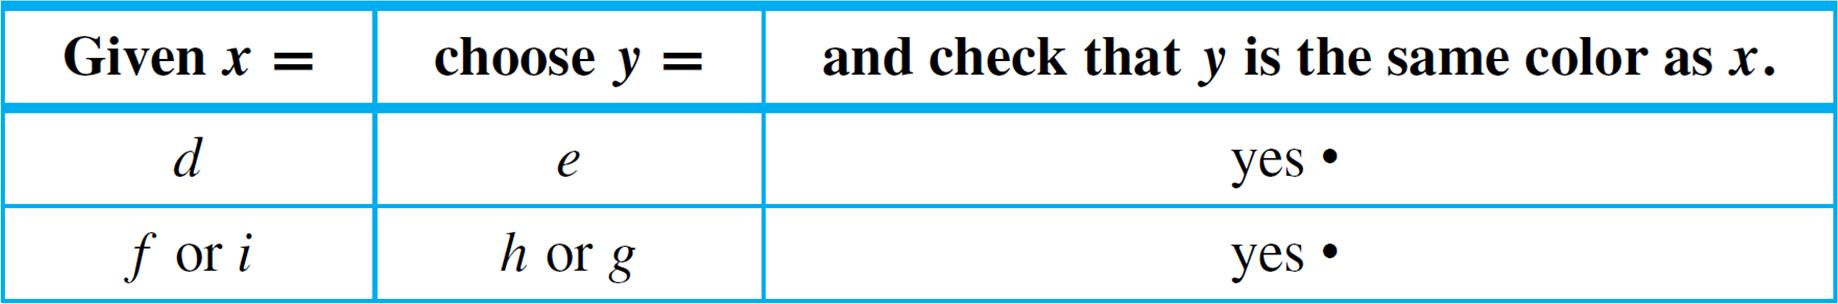 Given x = choose y = and check that y is the same color as x.
d e yes •
f or i h or g yes •